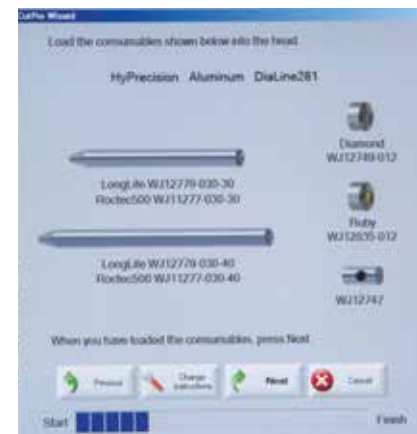 CutPro Wizard
Load the consumables shown below into the head.
HyPrecision Aluminum DiaLine281
Diamond
WJ12749-012
LongLife WJ12779-030-30
Roctec500 WJ11277-030-30
Ruby
WJ12835-012
LongLife WJ12779-030-40
Roctec500 WJ11277-030-40
WJ12747
When you have loaded the consumables, press Next.
Previous
Change
Instructions
Next
Cancel
Start
Finish